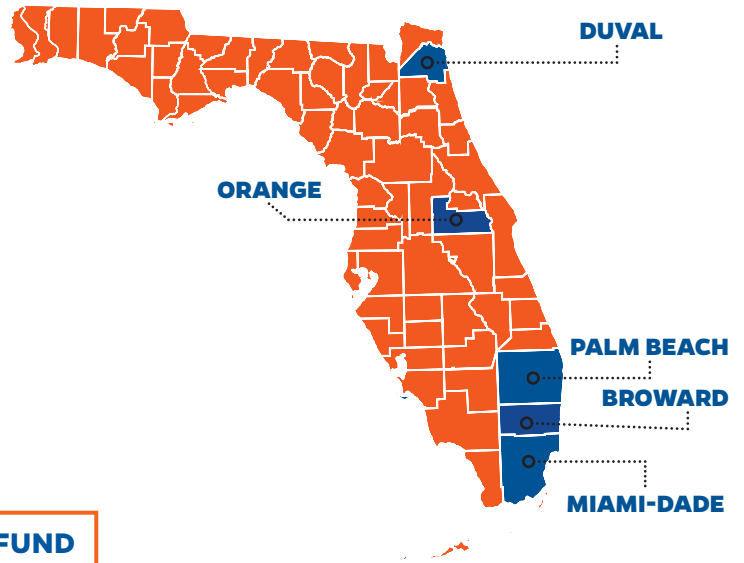 DUVAL
ORANGE
PALM BEACH
BROWARD
MIAMI-DADE
FUND